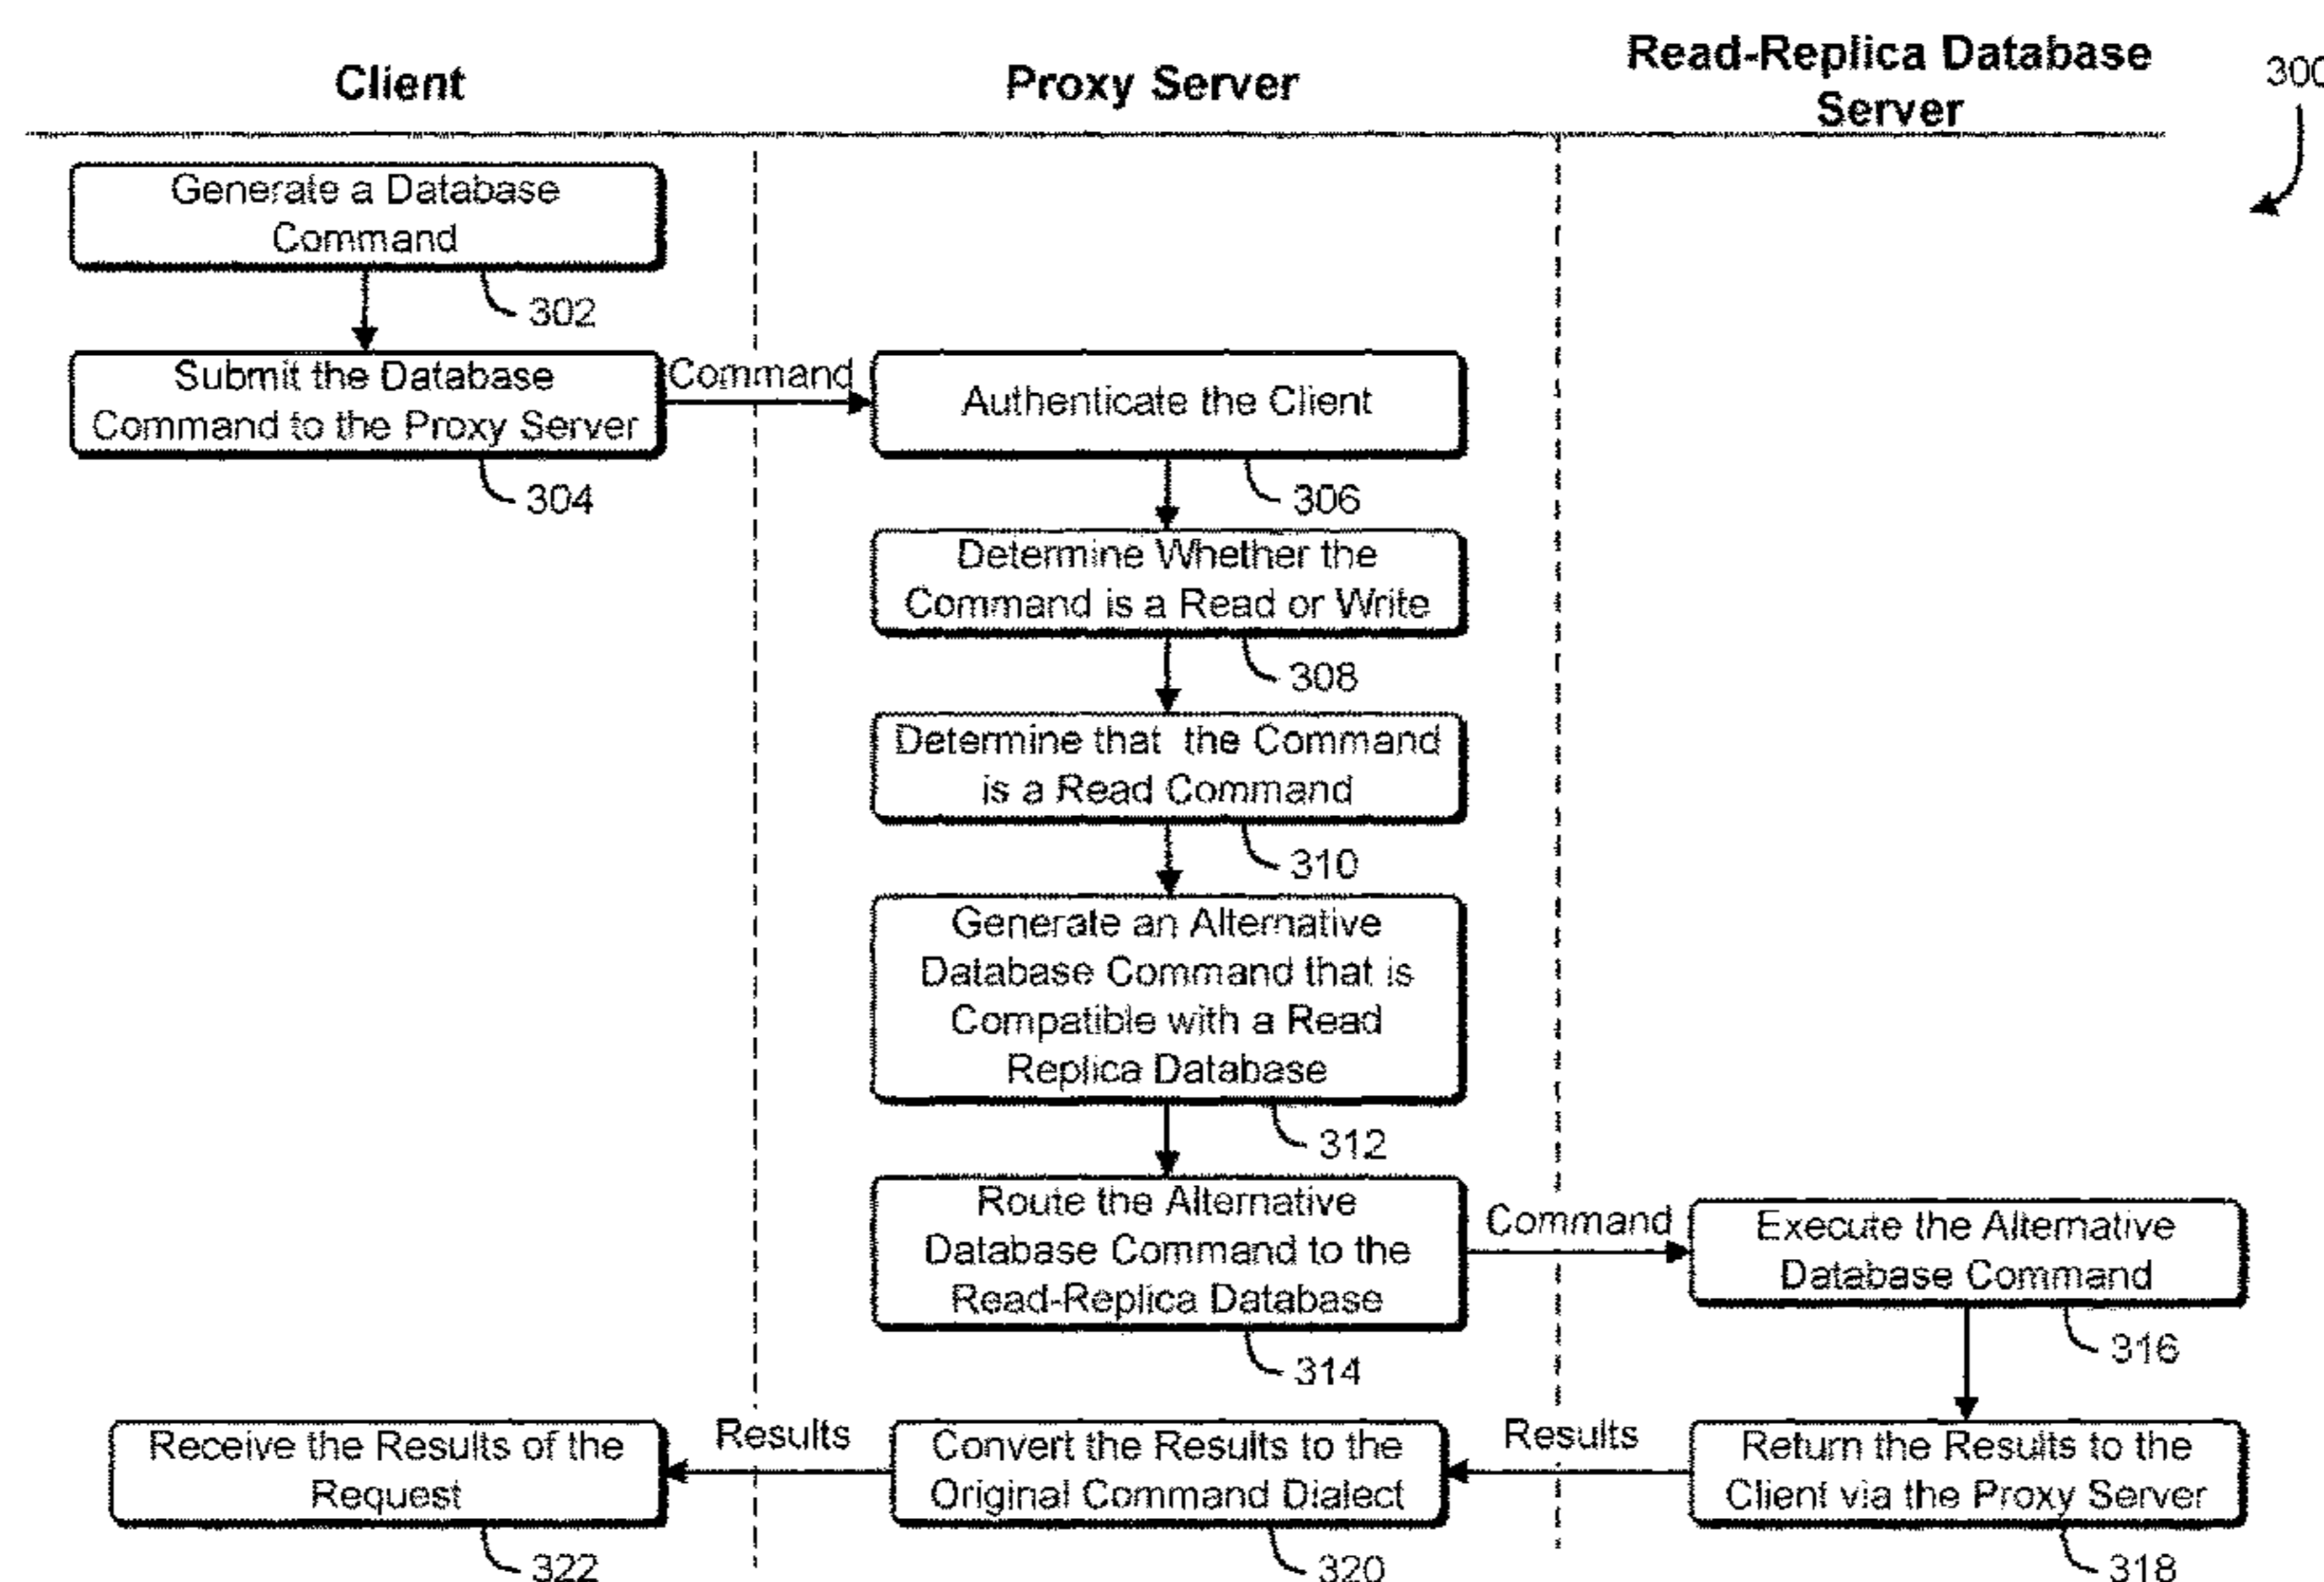 Client
Proxy Server
Read-Replica Database
Server
300
Generate a Database
Command
302
Submit the Database
Command to the Proxy Server
304
Command
Authenticate the Client
306
Determine Whether the
Command is a Read or Write
308
Determine that the Command
is a Read Command
310
Generate an Alternative
Database Command that is
Compatible with a Read
Replica Database
312
Route the Alternative
Database Command to the
Read-Replica Database
314
Command
Execute the Alternative
Database Command
316
Return the Results to the
Client via the Proxy Server
318
Results
Convert the Results to the
Original Command Dialect
320
Results
Receive the Results of the
Request
322